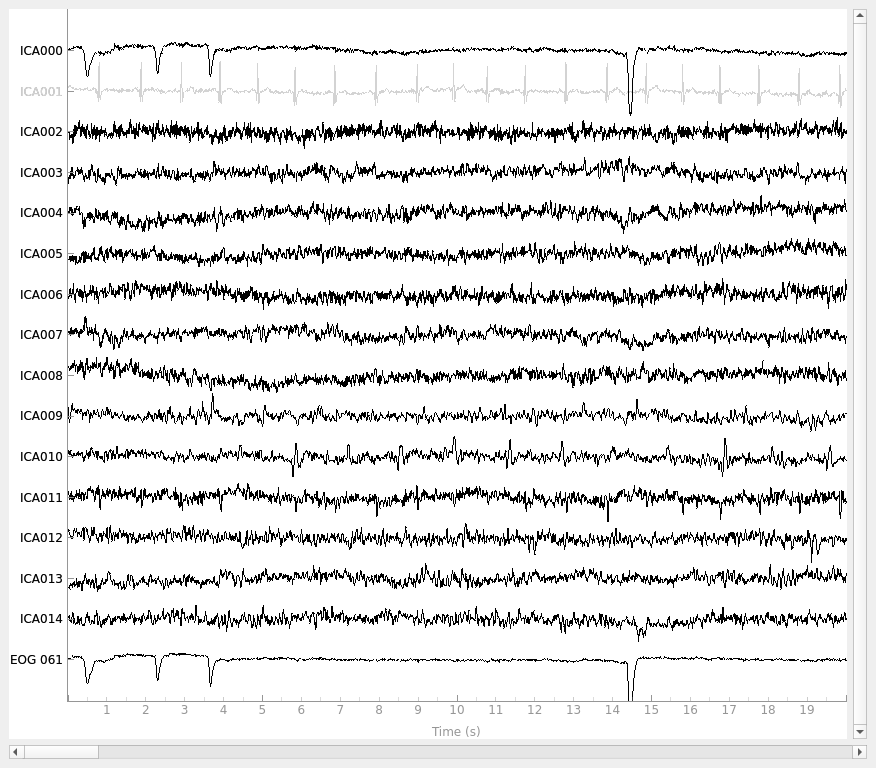 ICA000
ICA001
ICA002
ICA003
ICA004
ICA005
ICA006
ICA007
ICA008
ICA009
ICA010
ICA011
ICA012
ICA013
ICA014
EOG 061
1 2 3 4 5 6 7 8 9 10 11 12 13 14 15 16 17 18 19
Time (s)